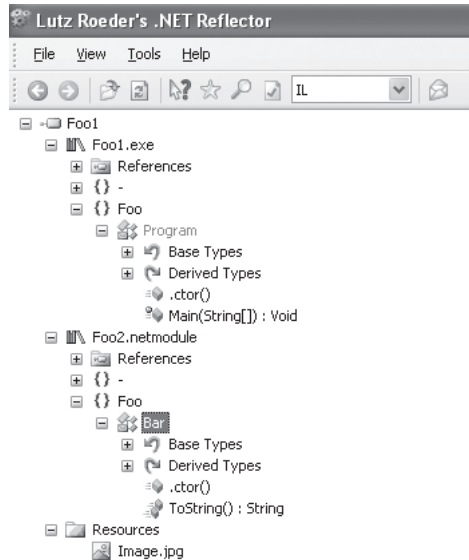 Lutz Roeder's .NET Reflector
File View Tools Help
IL
Foo1
Foo1.exe
References
{} -
{} Foo
Program
Base Types
Derived Types
.ctor()
Main(String[]) : Void
Foo2.netmodule
References
{} -
{} Foo
Bar
Base Types
Derived Types
.ctor()
ToString() : String
Resources
Image.jpg